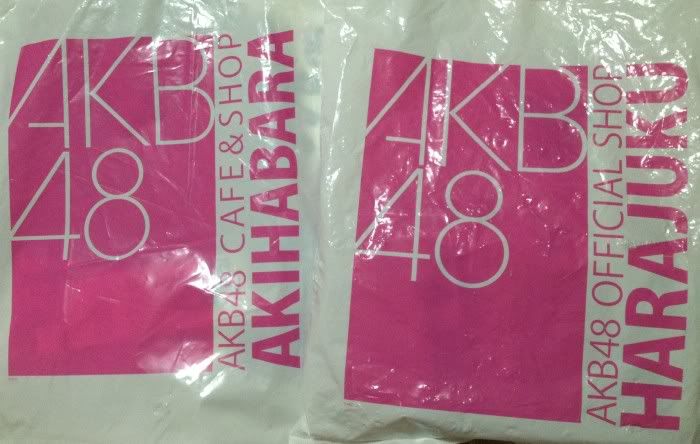 AKB
48
AKB48 CAFE & SHOP
AKIHABARA
AKB
48
AKB48 OFFICIAL SHOP
HARAJUKU